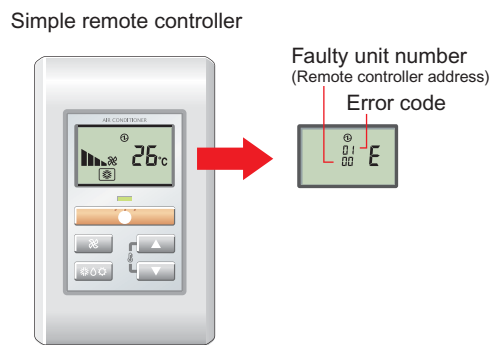 Simple remote controller
Faulty unit number
(Remote controller address)
Error code
AIR CONDITIONER
26°c
01 E
00